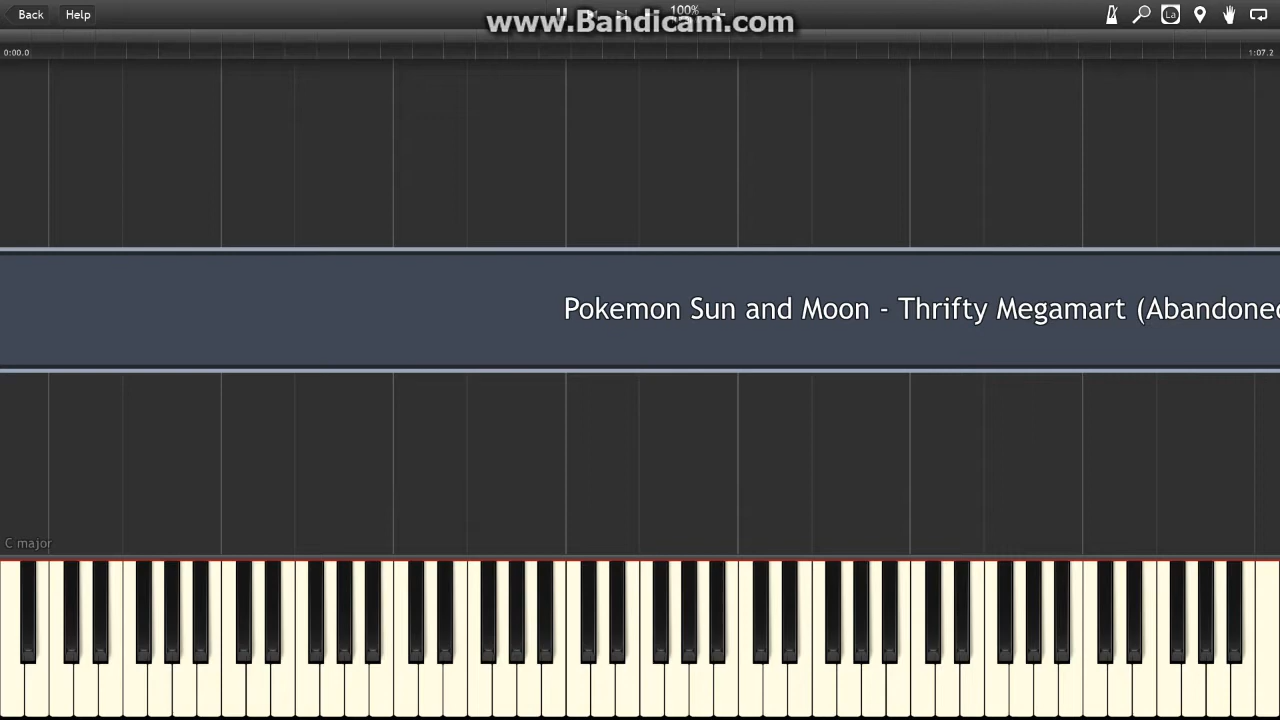 Back
Help
100%
www.Bandicam.com
La
0:00.0
1:07.2
Pokemon Sun and Moon - Thrifty Megamart (Abandoned
C major